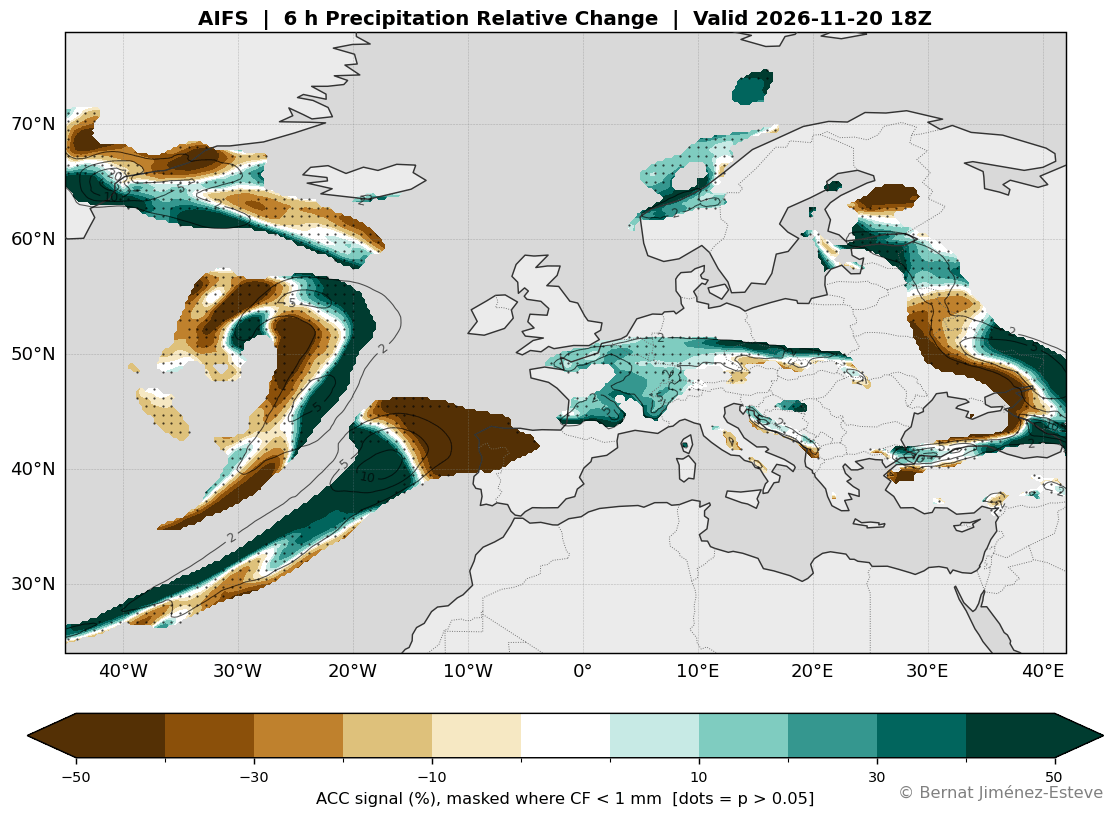 AIFS | 6 h Precipitation Relative Change | Valid 2026-11-20 18Z
70°N
60°N
50°N
40°N
30°N
40°W 30°W 20°W 10°W 0° 10°E 20°E 30°E 40°E
−50 −30 −10 10 30 50
ACC signal (%), masked where CF < 1 mm [dots = p > 0.05]
© Bernat Jiménez-Esteve